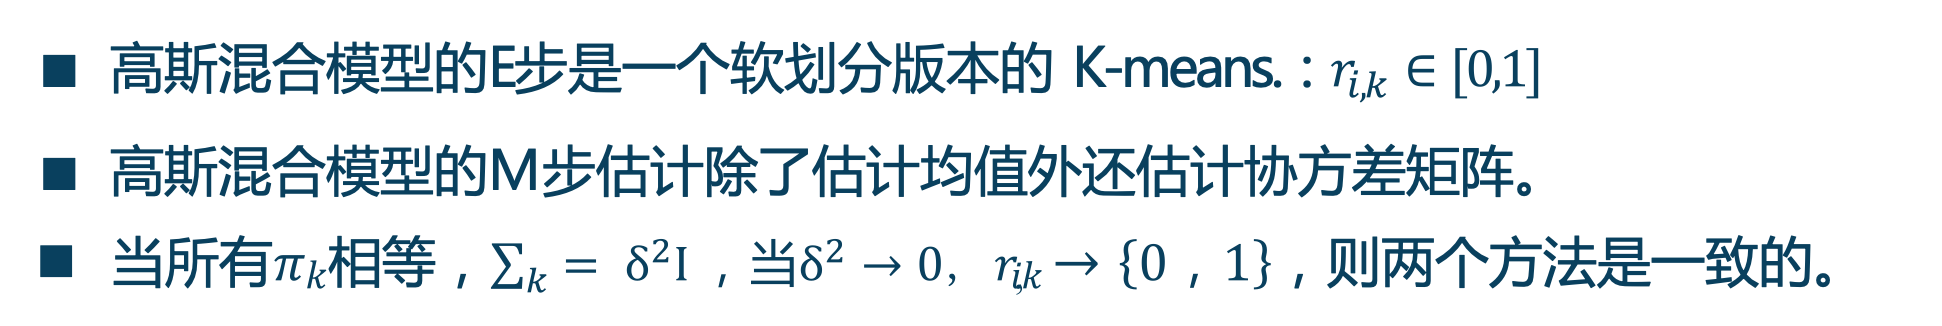 ■ 高斯混合模型的E步是一个软划分版本的 K-means.：r_{i,k} ∈ [0,1]
■ 高斯混合模型的M步估计除了估计均值外还估计协方差矩阵。
■ 当所有π_k相等，∑_k = δ²I ，当δ² → 0, r_{i,k} → {0 ，1}，则两个方法是一致的。